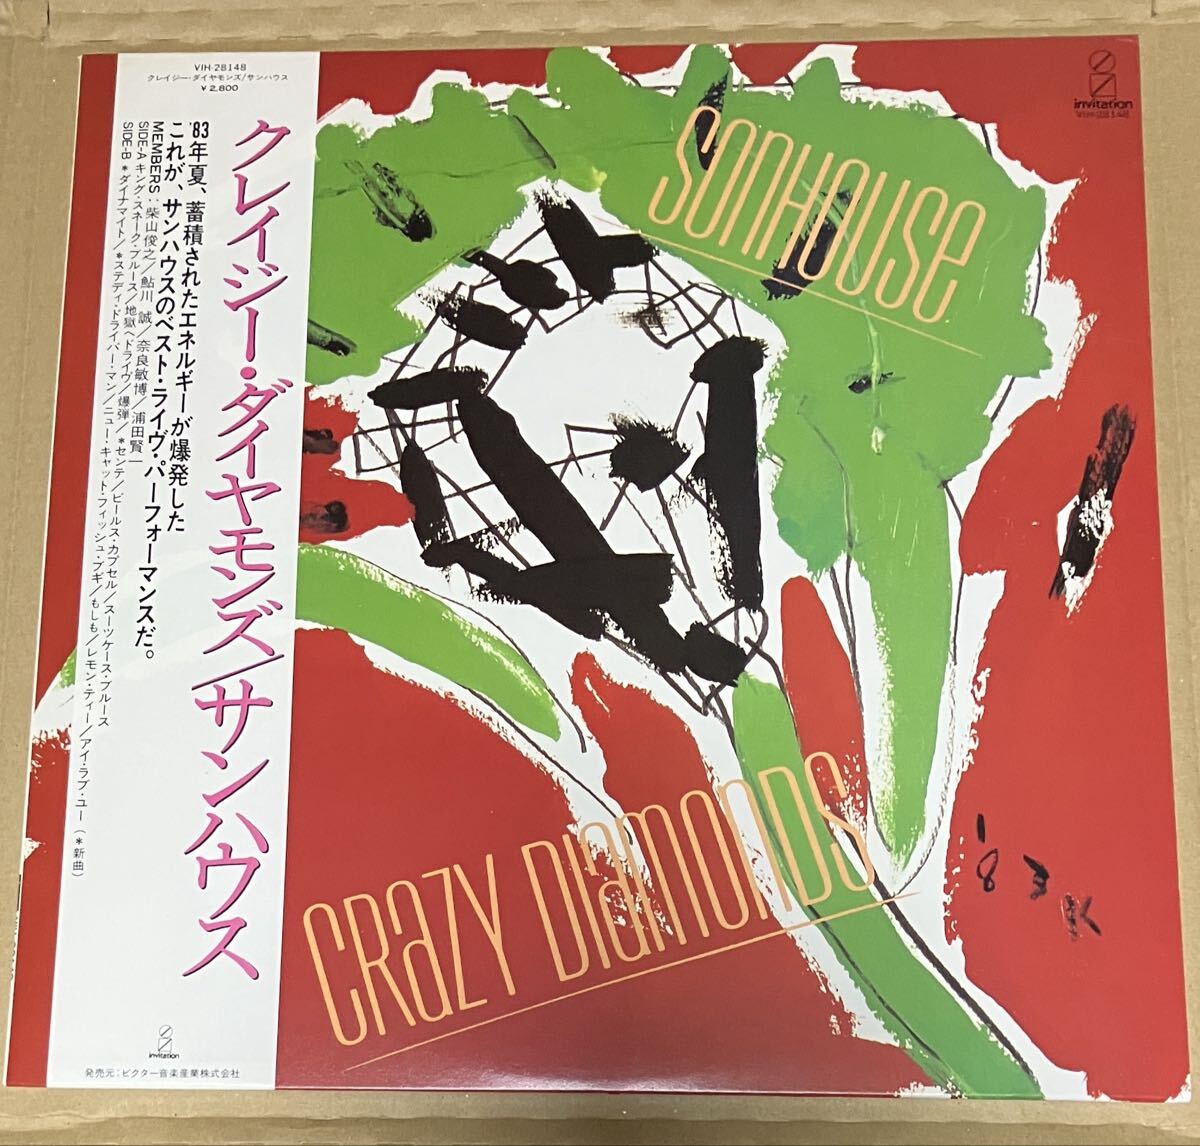 VIH-28148
クレイジー・ダイヤモンズ/サンハウス
¥2,800
クレイジー・ダイヤモンズ/サンハウス
'83年夏、蓄積されたエネルギーが爆発した
これが、サンハウスのベスト・ライヴ・パーフォーマンスだ。
MEMBERS:柴山俊之/鮎川 誠/奈良敏博/浦田賢一
SIDE-A キング・スネーク・ブルース/地獄へドライヴ/爆弾/*センテ/ビールス・カプセル/スーツケース・ブルース
SIDE-B *ダイナマイト/*ステディ・ドライバー・マン/ニュー・キャット・フィッシュ・ブギ/もしも/レモン・ティー/アイ・ラブ・ユー(*新曲)
invitation
発売元:ビクター音楽産業株式会社
invitation
SONHOUSE
CRAZY DIAMONDS
'83 K